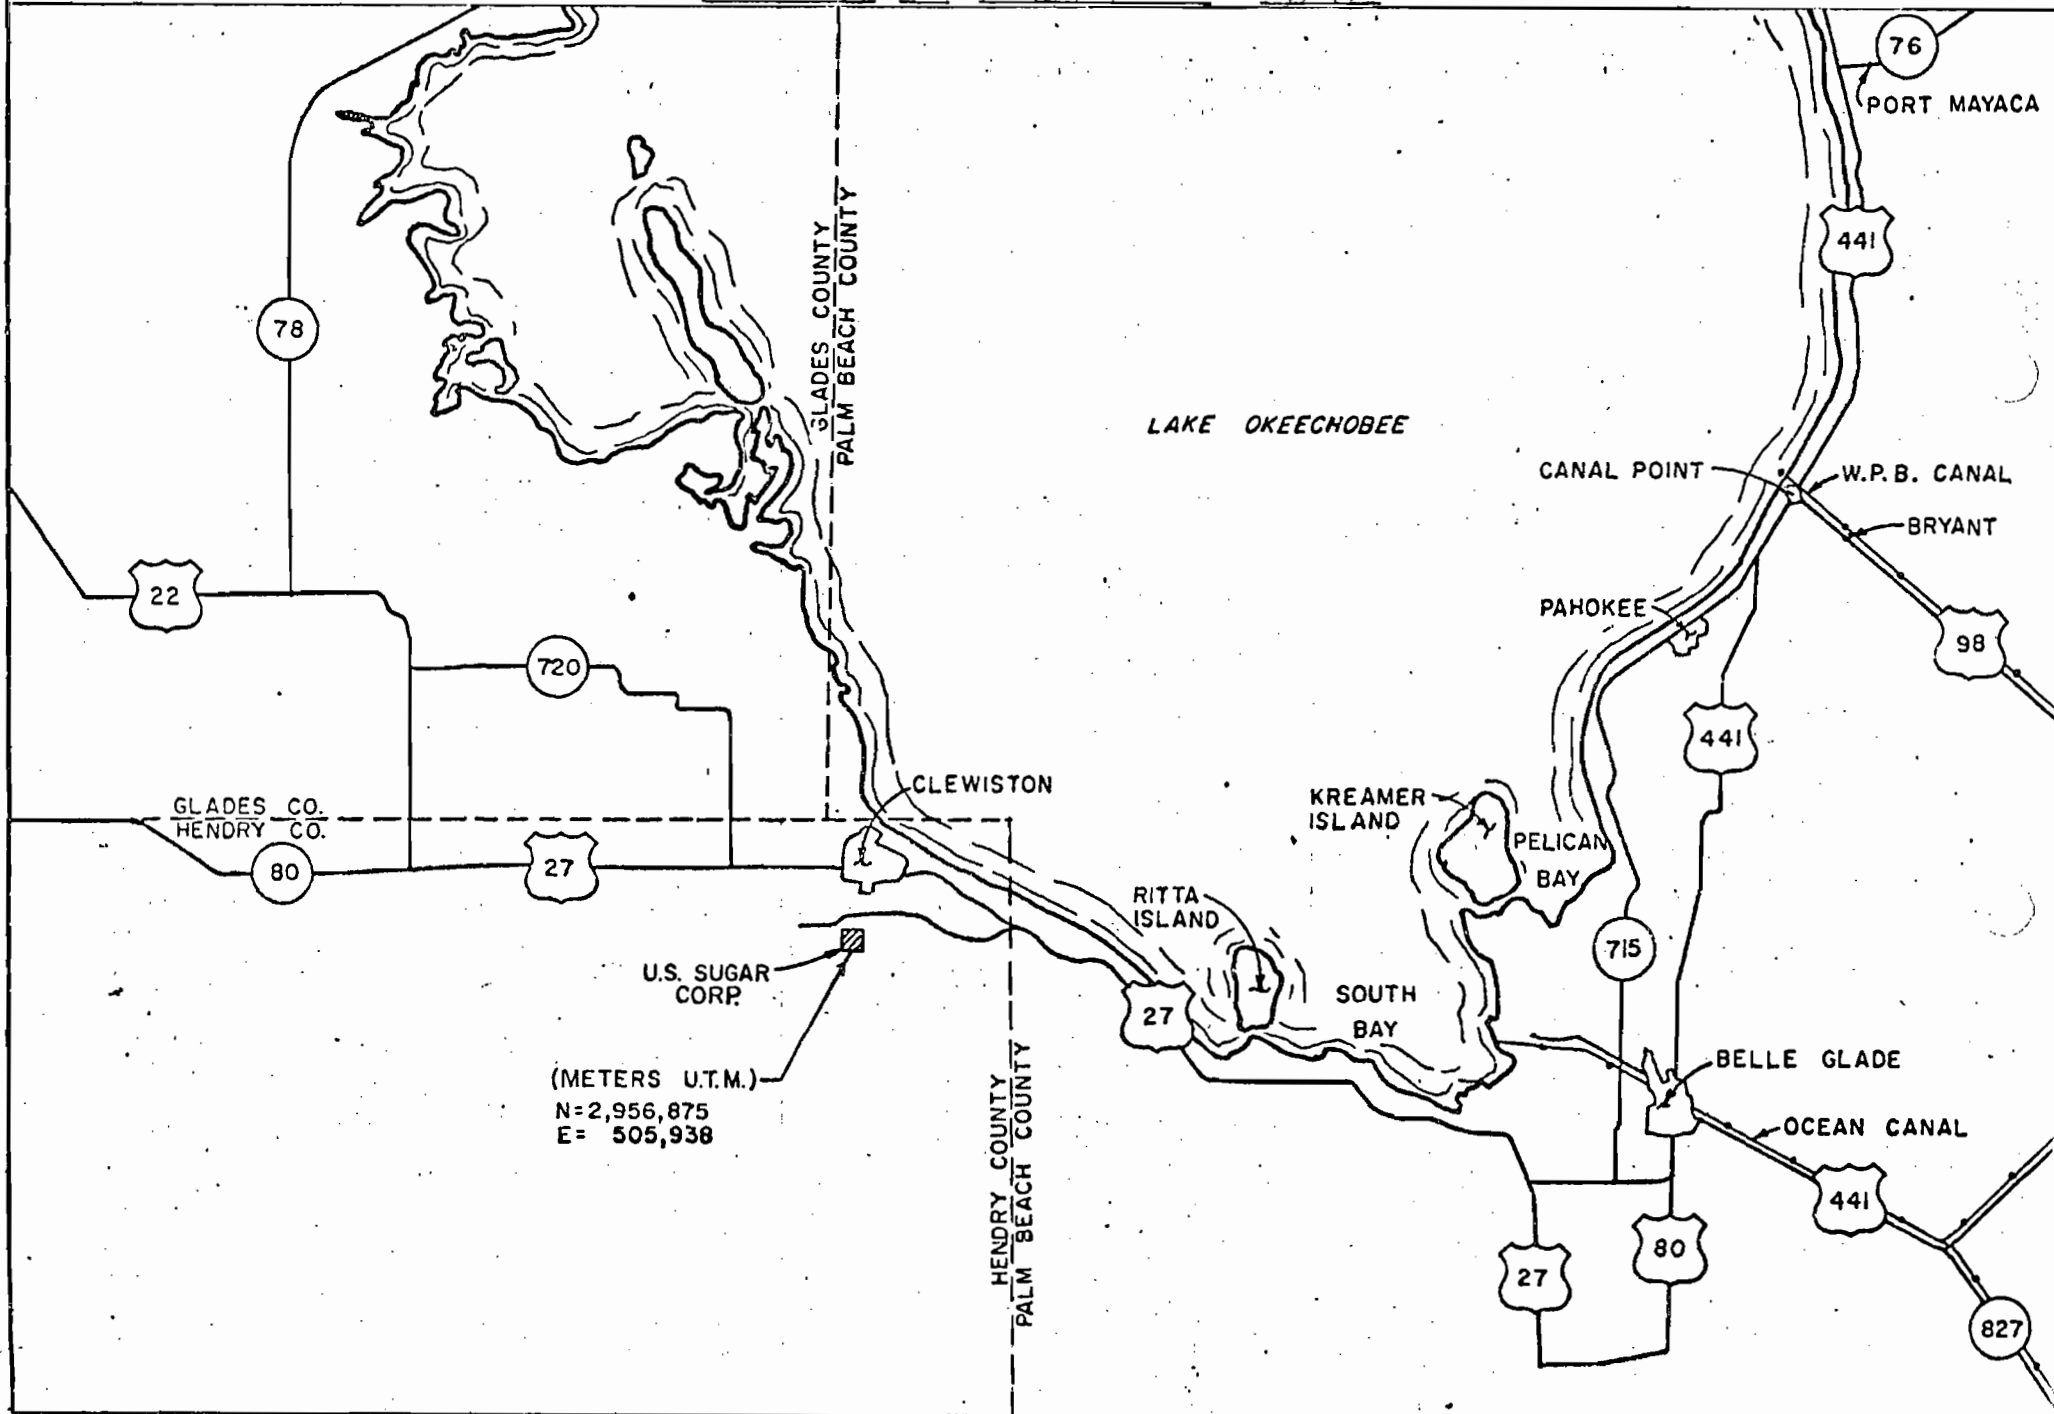 76
PORT MAYACA
441
GLADES COUNTY
PALM BEACH COUNTY
78
LAKE OKEECHOBEE
CANAL POINT
W.P.B. CANAL
BRYANT
22
PAHOKEE
98
720
441
CLEWISTON
GLADES CO.
HENDRY CO.
KREAMER
ISLAND
PELICAN
BAY
80
27
RITTA
ISLAND
715
U.S. SUGAR
CORP.
SOUTH
BAY
27
BELLE GLADE
(METERS U.T.M.)
N=2,956,875
E= 505,938
OCEAN CANAL
HENDRY COUNTY
PALM BEACH COUNTY
441
80
27
827